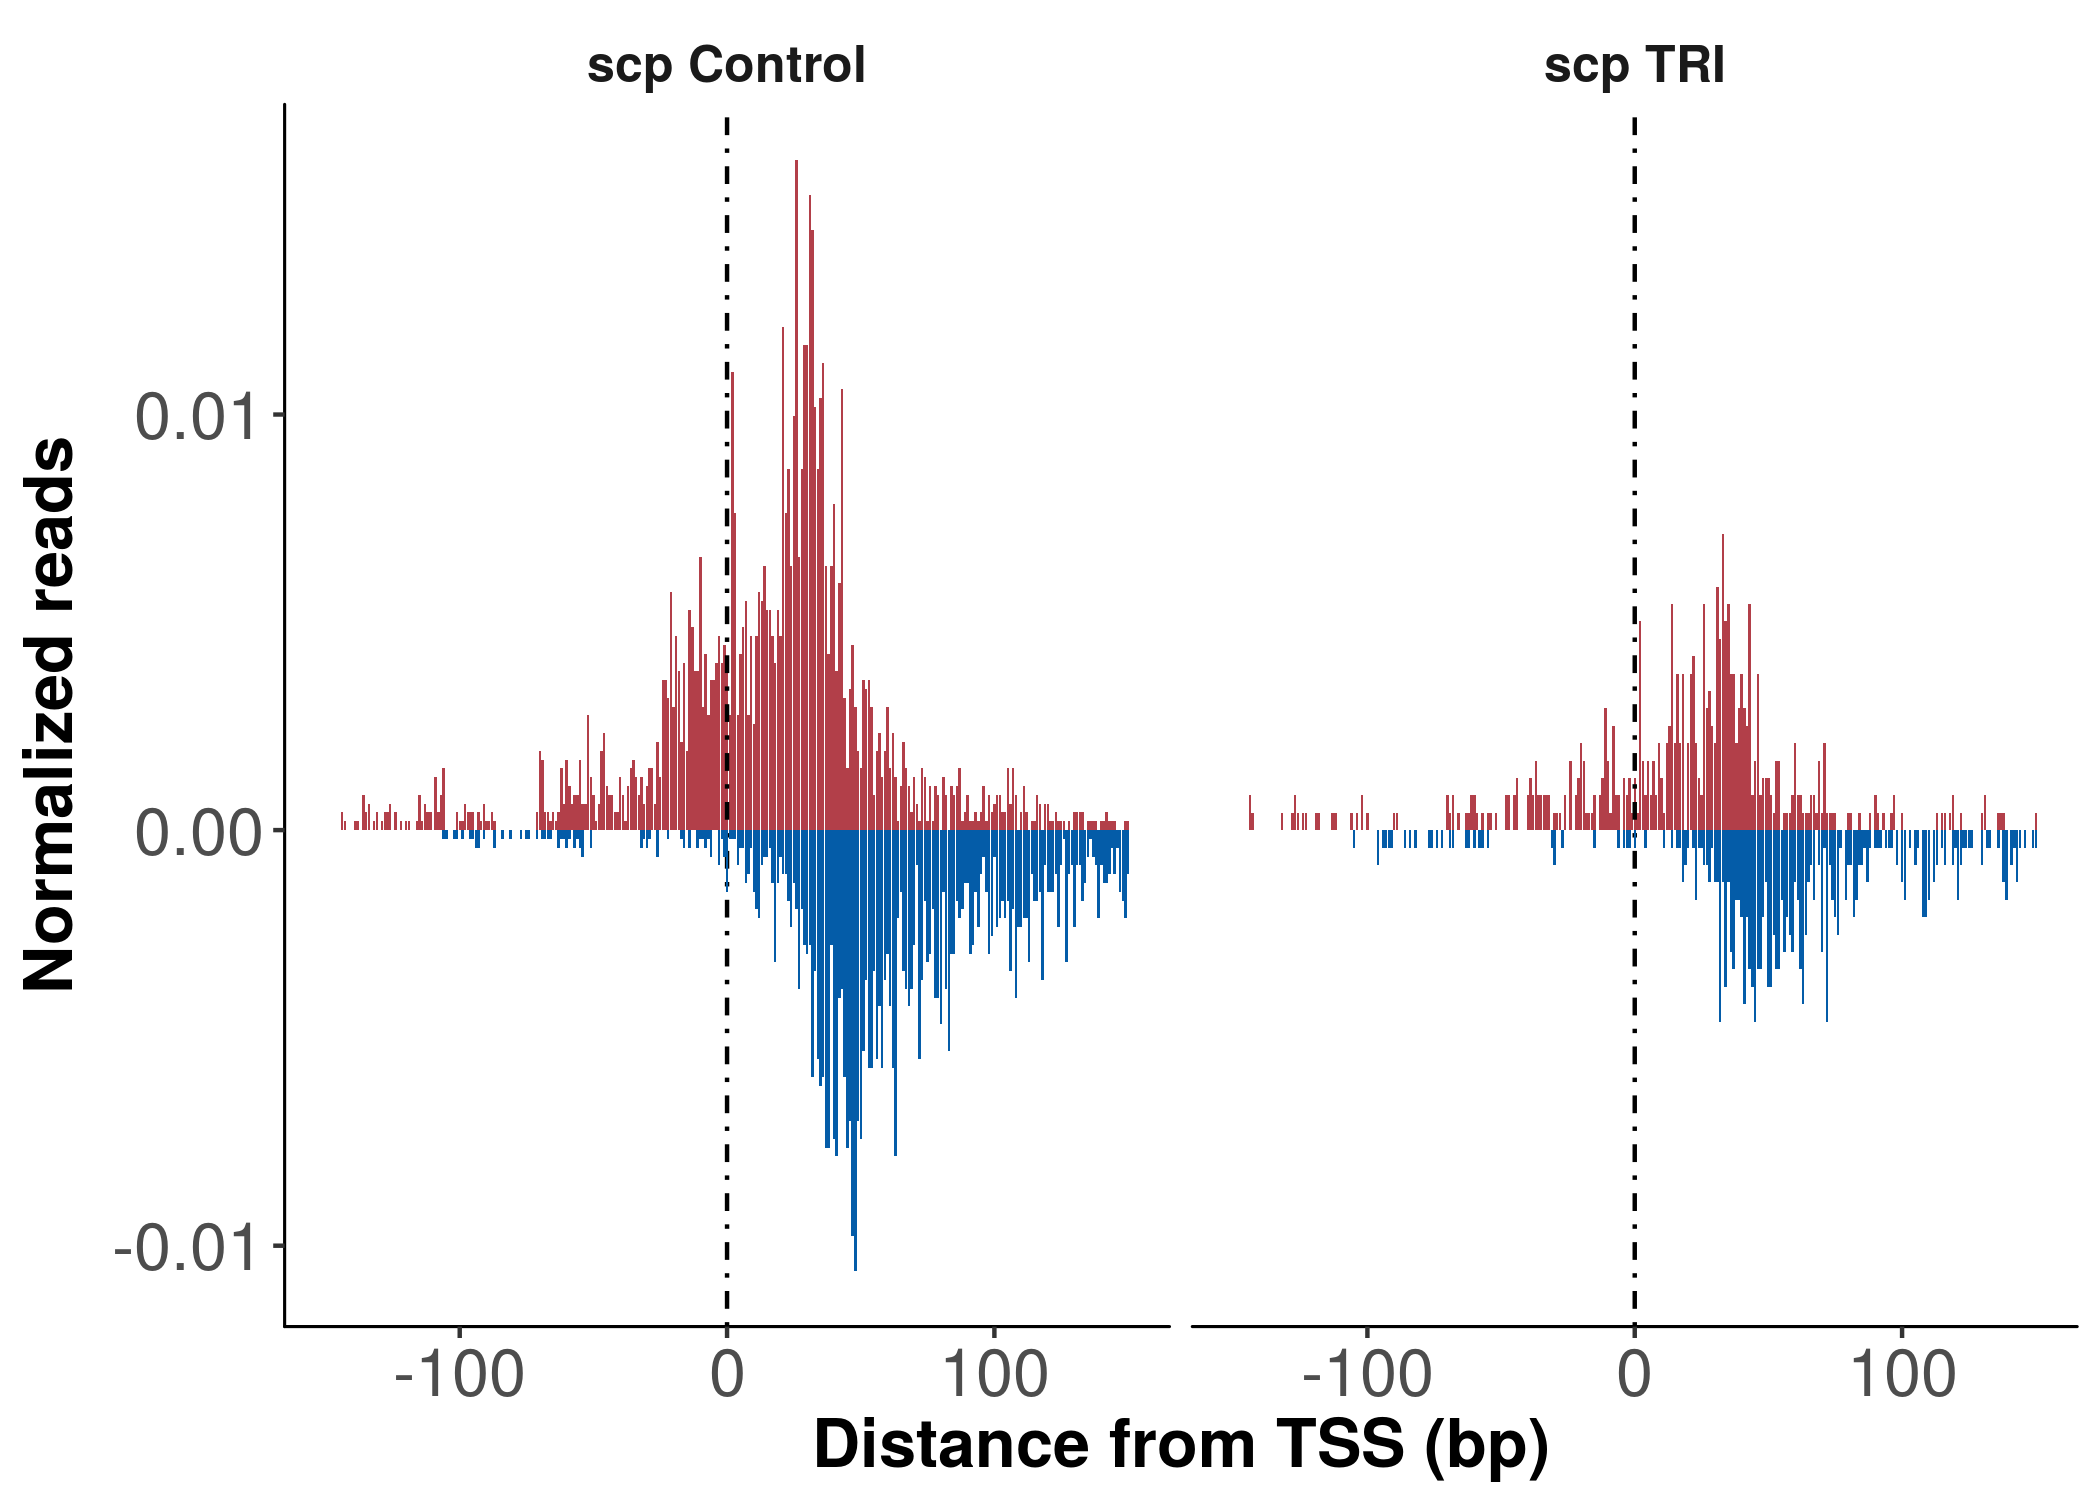 scp Control
scp TRI
Normalized reads
0.01
0.00
-0.01
-100 0 100
-100 0 100
Distance from TSS (bp)